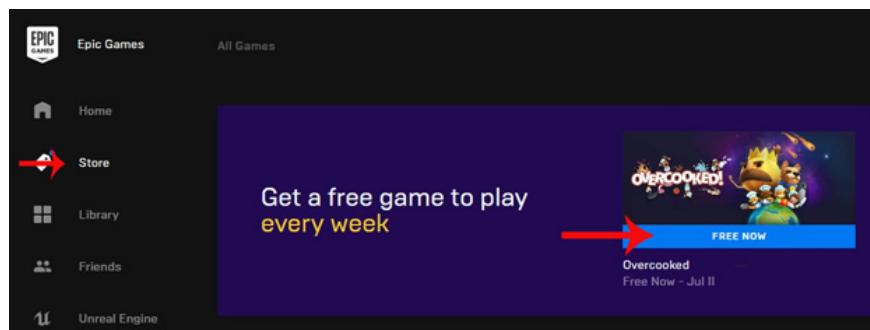 EPIC
GAMES
Epic Games
All Games
Home
Store
Library
Friends
Unreal Engine
Get a free game to play
every week
OVERCOOKED!
FREE NOW
Overcooked
Free Now - Jul II